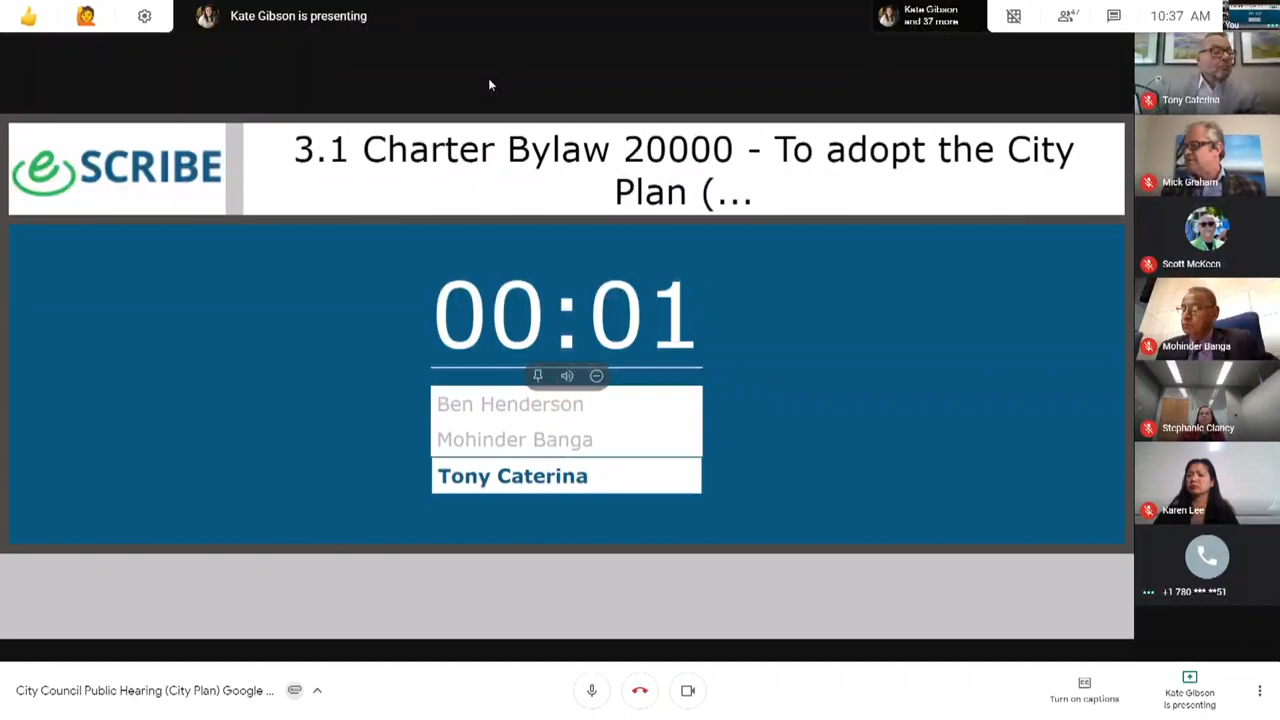 Kate Gibson is presenting
Kate Gibson
and 37 more
47
10:37 AM
You
Tony Caterina
eSCRIBE
3.1 Charter Bylaw 20000 - To adopt the City
Plan (...
Mick Graham
Scott McKeen
00:01
Mohinder Banga
Ben Henderson
Mohinder Banga
Tony Caterina
Stephanie Clancy
Karen Lee
+1 780 *** **51
City Council Public Hearing (City Plan) Google ...
Turn on captions
Kate Gibson
is presenting